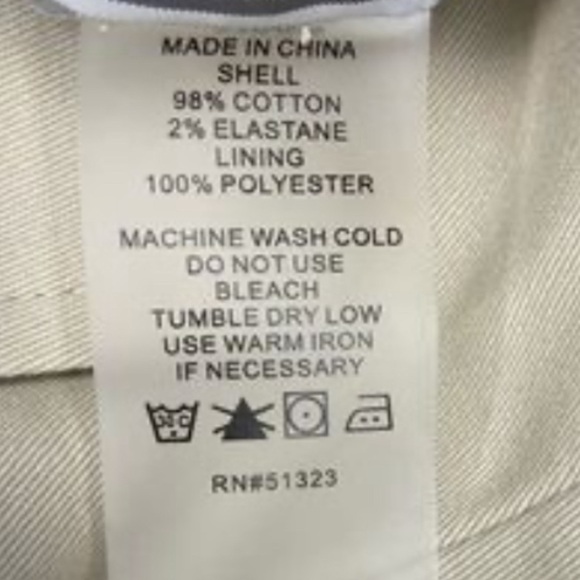 MADE IN CHINA
SHELL
98% COTTON
2% ELASTANE
LINING
100% POLYESTER
MACHINE WASH COLD
DO NOT USE
BLEACH
TUMBLE DRY LOW
USE WARM IRON
IF NECESSARY
30C
RN#51323